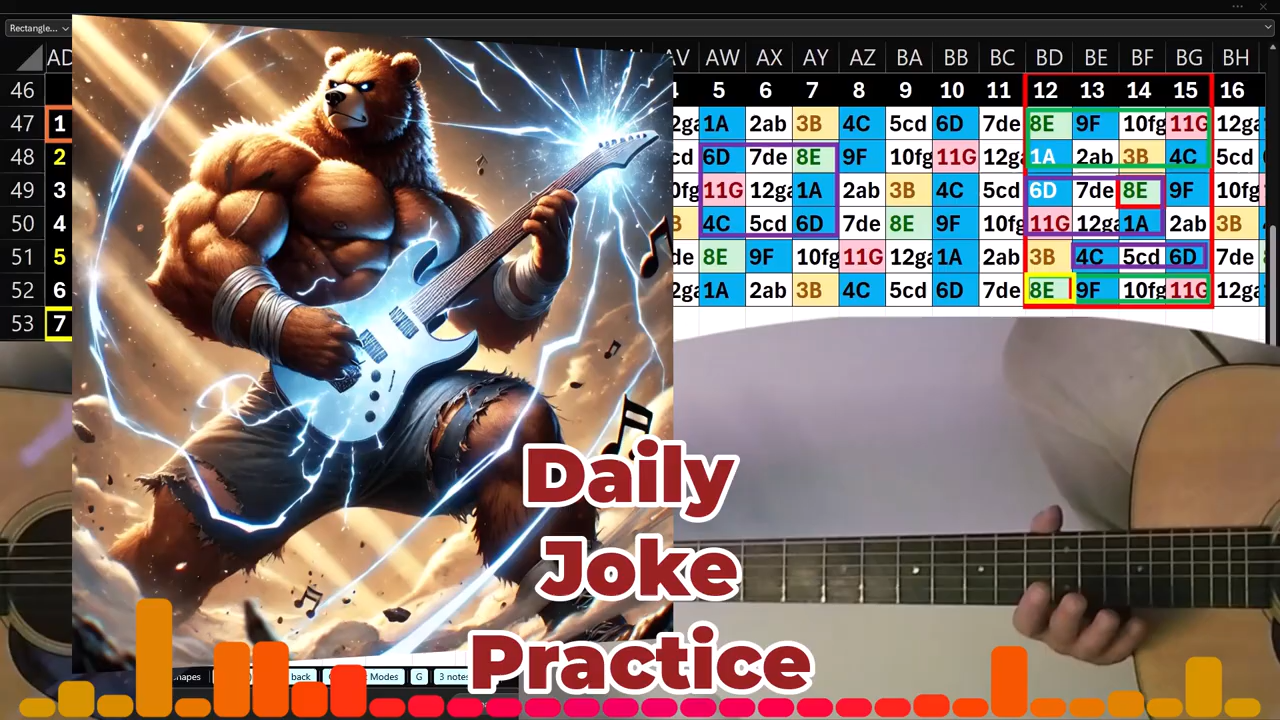 Rectangle...
AD AV AW AX AY AZ BA BB BC BD BE BF BG BH
46 5 6 7 8 9 10 11 12 13 14 15 16
47 1 1A 2ab 3B 4C 5cd 6D 7de 8E 9F 10fg 11G 12ga
48 2 cd 6D 7de 8E 9F 10fg 11G 12ga 1A 2ab 3B 4C 5cd
49 3 11G 12ga 1A 2ab 3B 4C 5cd 6D 7de 8E 9F 10fg
50 4 4C 5cd 6D 7de 8E 9F 10fg 11G 12ga 1A 2ab 3B
51 5 de 8E 9F 10fg 11G 12ga 1A 2ab 3B 4C 5cd 6D 7de
52 6 1A 2ab 3B 4C 5cd 6D 7de 8E 9F 10fg 11G 12ga
53 7
Daily
Joke
Practice
hapes back Modes G 3 notes